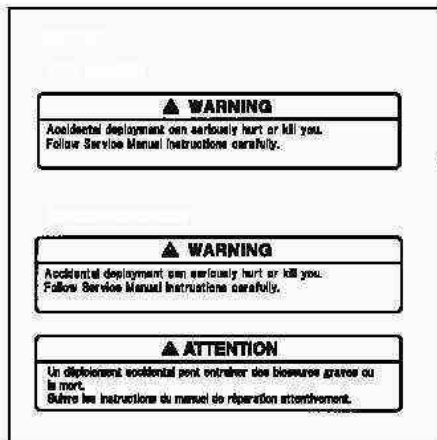 WARNING
Accidental deployment can seriously hurt or kill you.
Follow Service Manual instructions carefully.
WARNING
Accidental deployment can seriously hurt or kill you.
Follow Service Manual instructions carefully.
ATTENTION
Un déploiement accidental peut entraîner des blessures graves ou
la mort.
Suivre les instructions du manuel de réparation attentivement.